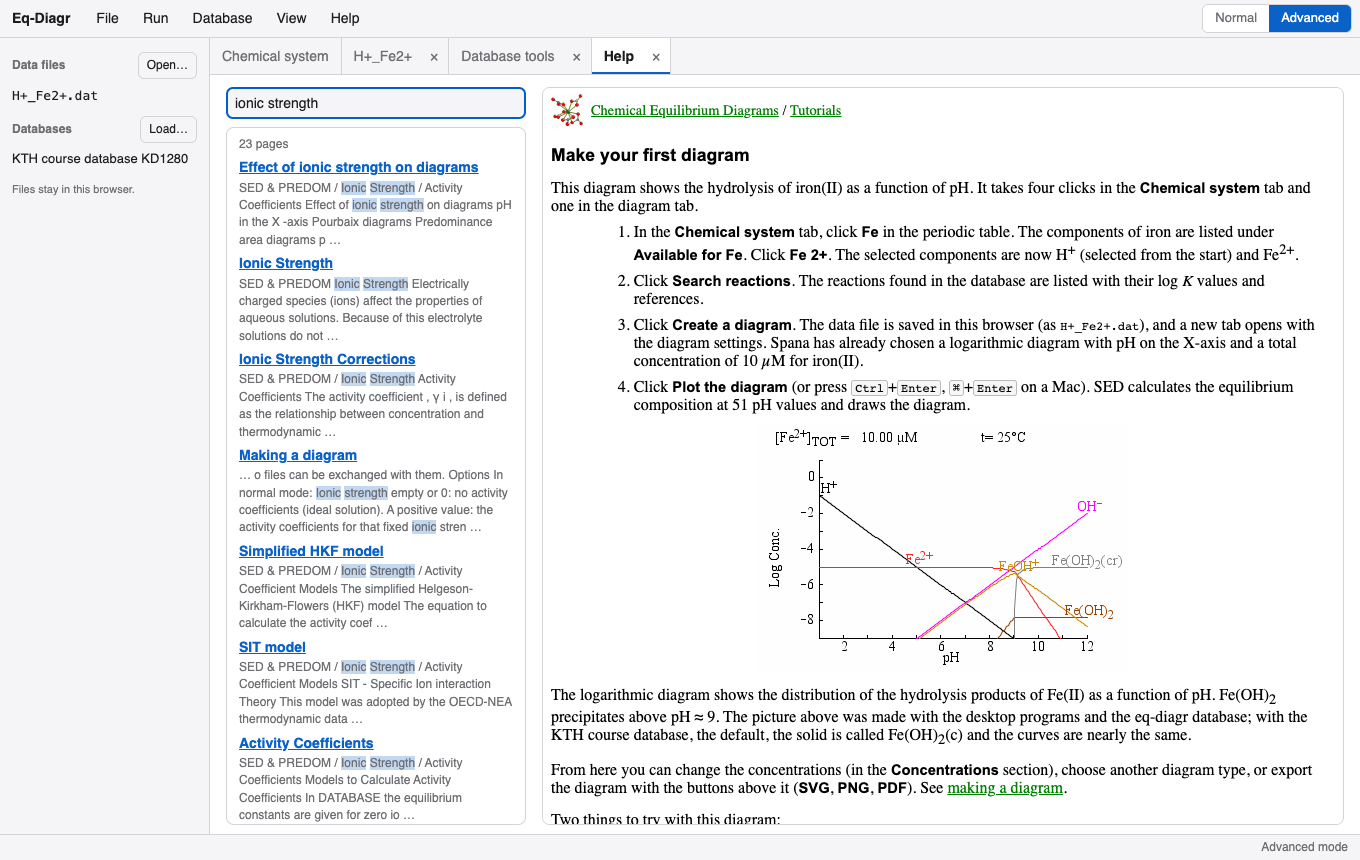 Eq-Diagr File Run Database View Help Normal Advanced
Data files Open…
H+_Fe2+.dat
Databases Load…
KTH course database KD1280
Files stay in this browser.
Chemical system H+_Fe2+ × Database tools × Help ×
ionic strength
23 pages
Effect of ionic strength on diagrams
SED & PREDOM / Ionic Strength / Activity
Coefficients Effect of ionic strength on diagrams pH
in the X -axis Pourbaix diagrams Predominance
area diagrams p …
Ionic Strength
SED & PREDOM Ionic Strength Electrically
charged species (ions) affect the properties of
aqueous solutions. Because of this electrolyte
solutions do not …
Ionic Strength Corrections
SED & PREDOM / Ionic Strength Activity
Coefficients The activity coefficient , γ i , is defined
as the relationship between concentration and
thermodynamic …
Making a diagram
… o files can be exchanged with them. Options In
normal mode: Ionic strength empty or 0: no activity
coefficients (ideal solution). A positive value: the
activity coefficients for that fixed ionic stren …
Simplified HKF model
SED & PREDOM / Ionic Strength / Activity
Coefficient Models The simplified Helgeson-
Kirkham-Flowers (HKF) model The equation to
calculate the activity coef …
SIT model
SED & PREDOM / Ionic Strength / Activity
Coefficient Models SIT - Specific Ion interaction
Theory This model was adopted by the OECD-NEA
thermodynamic data …
Activity Coefficients
SED & PREDOM / Ionic Strength / Activity
Coefficients Models to Calculate Activity
Coefficients In DATABASE the equilibrium
constants are given for zero io …
Chemical Equilibrium Diagrams / Tutorials
Make your first diagram
This diagram shows the hydrolysis of iron(II) as a function of pH. It takes four clicks in the Chemical system tab and
one in the diagram tab.
1. In the Chemical system tab, click Fe in the periodic table. The components of iron are listed under
Available for Fe. Click Fe 2+. The selected components are now H⁺ (selected from the start) and Fe²⁺.
2. Click Search reactions. The reactions found in the database are listed with their log K values and
references.
3. Click Create a diagram. The data file is saved in this browser (as H+_Fe2+.dat), and a new tab opens with
the diagram settings. Spana has already chosen a logarithmic diagram with pH on the X-axis and a total
concentration of 10 µM for iron(II).
4. Click Plot the diagram (or press Ctrl+Enter, ⌘+Enter on a Mac). SED calculates the equilibrium
composition at 51 pH values and draws the diagram.
[Fe²⁺]TOT = 10.00 µM t= 25°C
0
H⁺
-2
OH⁻
-4
Fe²⁺ FeOH⁺ Fe(OH)₂(cr)
-6
Fe(OH)₂
-8
Log Conc.
2 4 6 8 10 12
pH
The logarithmic diagram shows the distribution of the hydrolysis products of Fe(II) as a function of pH. Fe(OH)₂
precipitates above pH ≈ 9. The picture above was made with the desktop programs and the eq-diagr database; with the
KTH course database, the default, the solid is called Fe(OH)₂(c) and the curves are nearly the same.
From here you can change the concentrations (in the Concentrations section), choose another diagram type, or export
the diagram with the buttons above it (SVG, PNG, PDF). See making a diagram.
Two things to try with this diagram:
Advanced mode